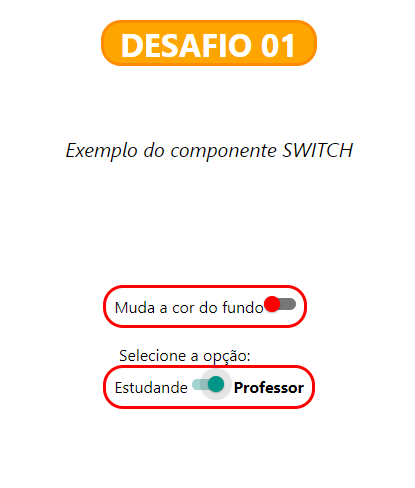 DESAFIO 01
Exemplo do componente SWITCH
Muda a cor do fundo
Selecione a opção:
Estudande Professor